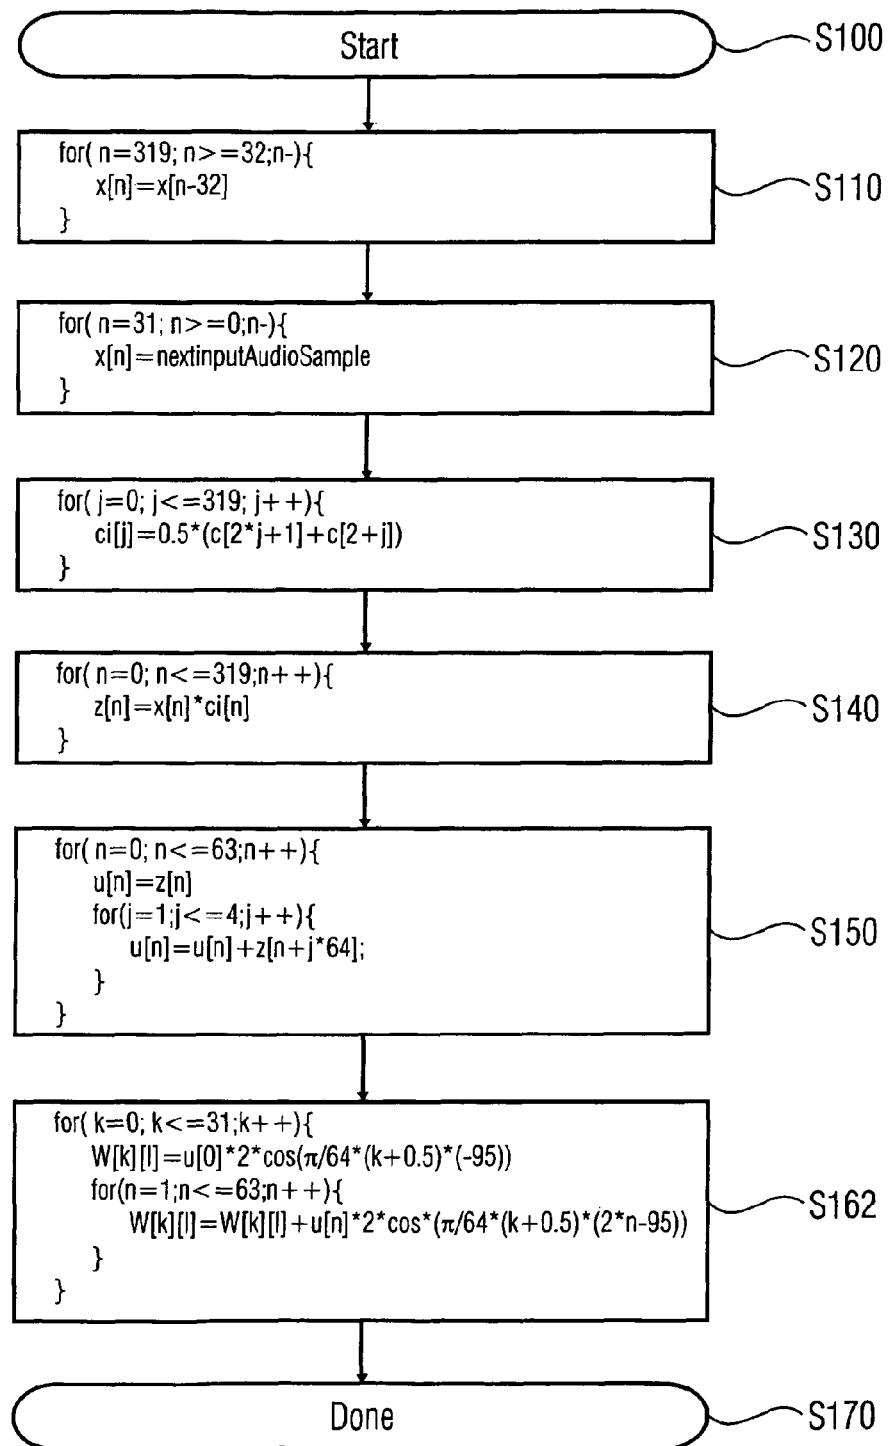 Start
S100
for( n=319; n>=32;n-){
x[n]=x[n-32]
}
S110
for( n=31; n>=0;n-){
x[n]=nextinputAudioSample
}
S120
for( j=0; j<=319; j++){
ci[j]=0.5*(c[2*j+1]+c[2+j])
}
S130
for( n=0; n<=319;n++){
z[n]=x[n]*ci[n]
}
S140
for( n=0; n<=63;n++){
u[n]=z[n]
for(j=1;j<=4;j++){
u[n]=u[n]+z[n+j*64];
}
}
S150
for( k=0; k<=31;k++){
W[k][l]=u[0]*2*cos(π/64*(k+0.5)*(-95))
for(n=1;n<=63;n++){
W[k][l]=W[k][l]+u[n]*2*cos*(π/64*(k+0.5)*(2*n-95))
}
}
S162
Done
S170